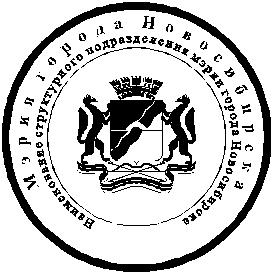 Мэрия города Новосибирска
Наименование структурного подразделения мэрии города Новосибирска